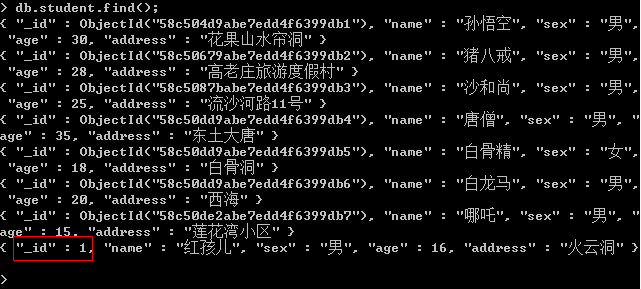 > db.student.find();
{ "_id" : ObjectId("58c504d9abe7edd4f6399db1"), "name" : "孙悟空", "sex" : "男",
 "age" : 30, "address" : "花果山水帘洞" }
{ "_id" : ObjectId("58c50679abe7edd4f6399db2"), "name" : "猪八戒", "sex" : "男",
 "age" : 28, "address" : "高老庄旅游度假村" }
{ "_id" : ObjectId("58c5087babe7edd4f6399db3"), "name" : "沙和尚", "sex" : "男",
 "age" : 25, "address" : "流沙河路11号" }
{ "_id" : ObjectId("58c50dd9abe7edd4f6399db4"), "name" : "唐僧", "sex" : "男", "
age" : 35, "address" : "东土大唐" }
{ "_id" : ObjectId("58c50dd9abe7edd4f6399db5"), "name" : "白骨精", "sex" : "女",
 "age" : 18, "address" : "白骨洞" }
{ "_id" : ObjectId("58c50dd9abe7edd4f6399db6"), "name" : "白龙马", "sex" : "男",
 "age" : 20, "address" : "西海" }
{ "_id" : ObjectId("58c50de2abe7edd4f6399db7"), "name" : "哪吒", "sex" : "男", "
age" : 15, "address" : "莲花湾小区" }
{ "_id" : 1, "name" : "红孩儿", "sex" : "男", "age" : 16, "address" : "火云洞" }
>